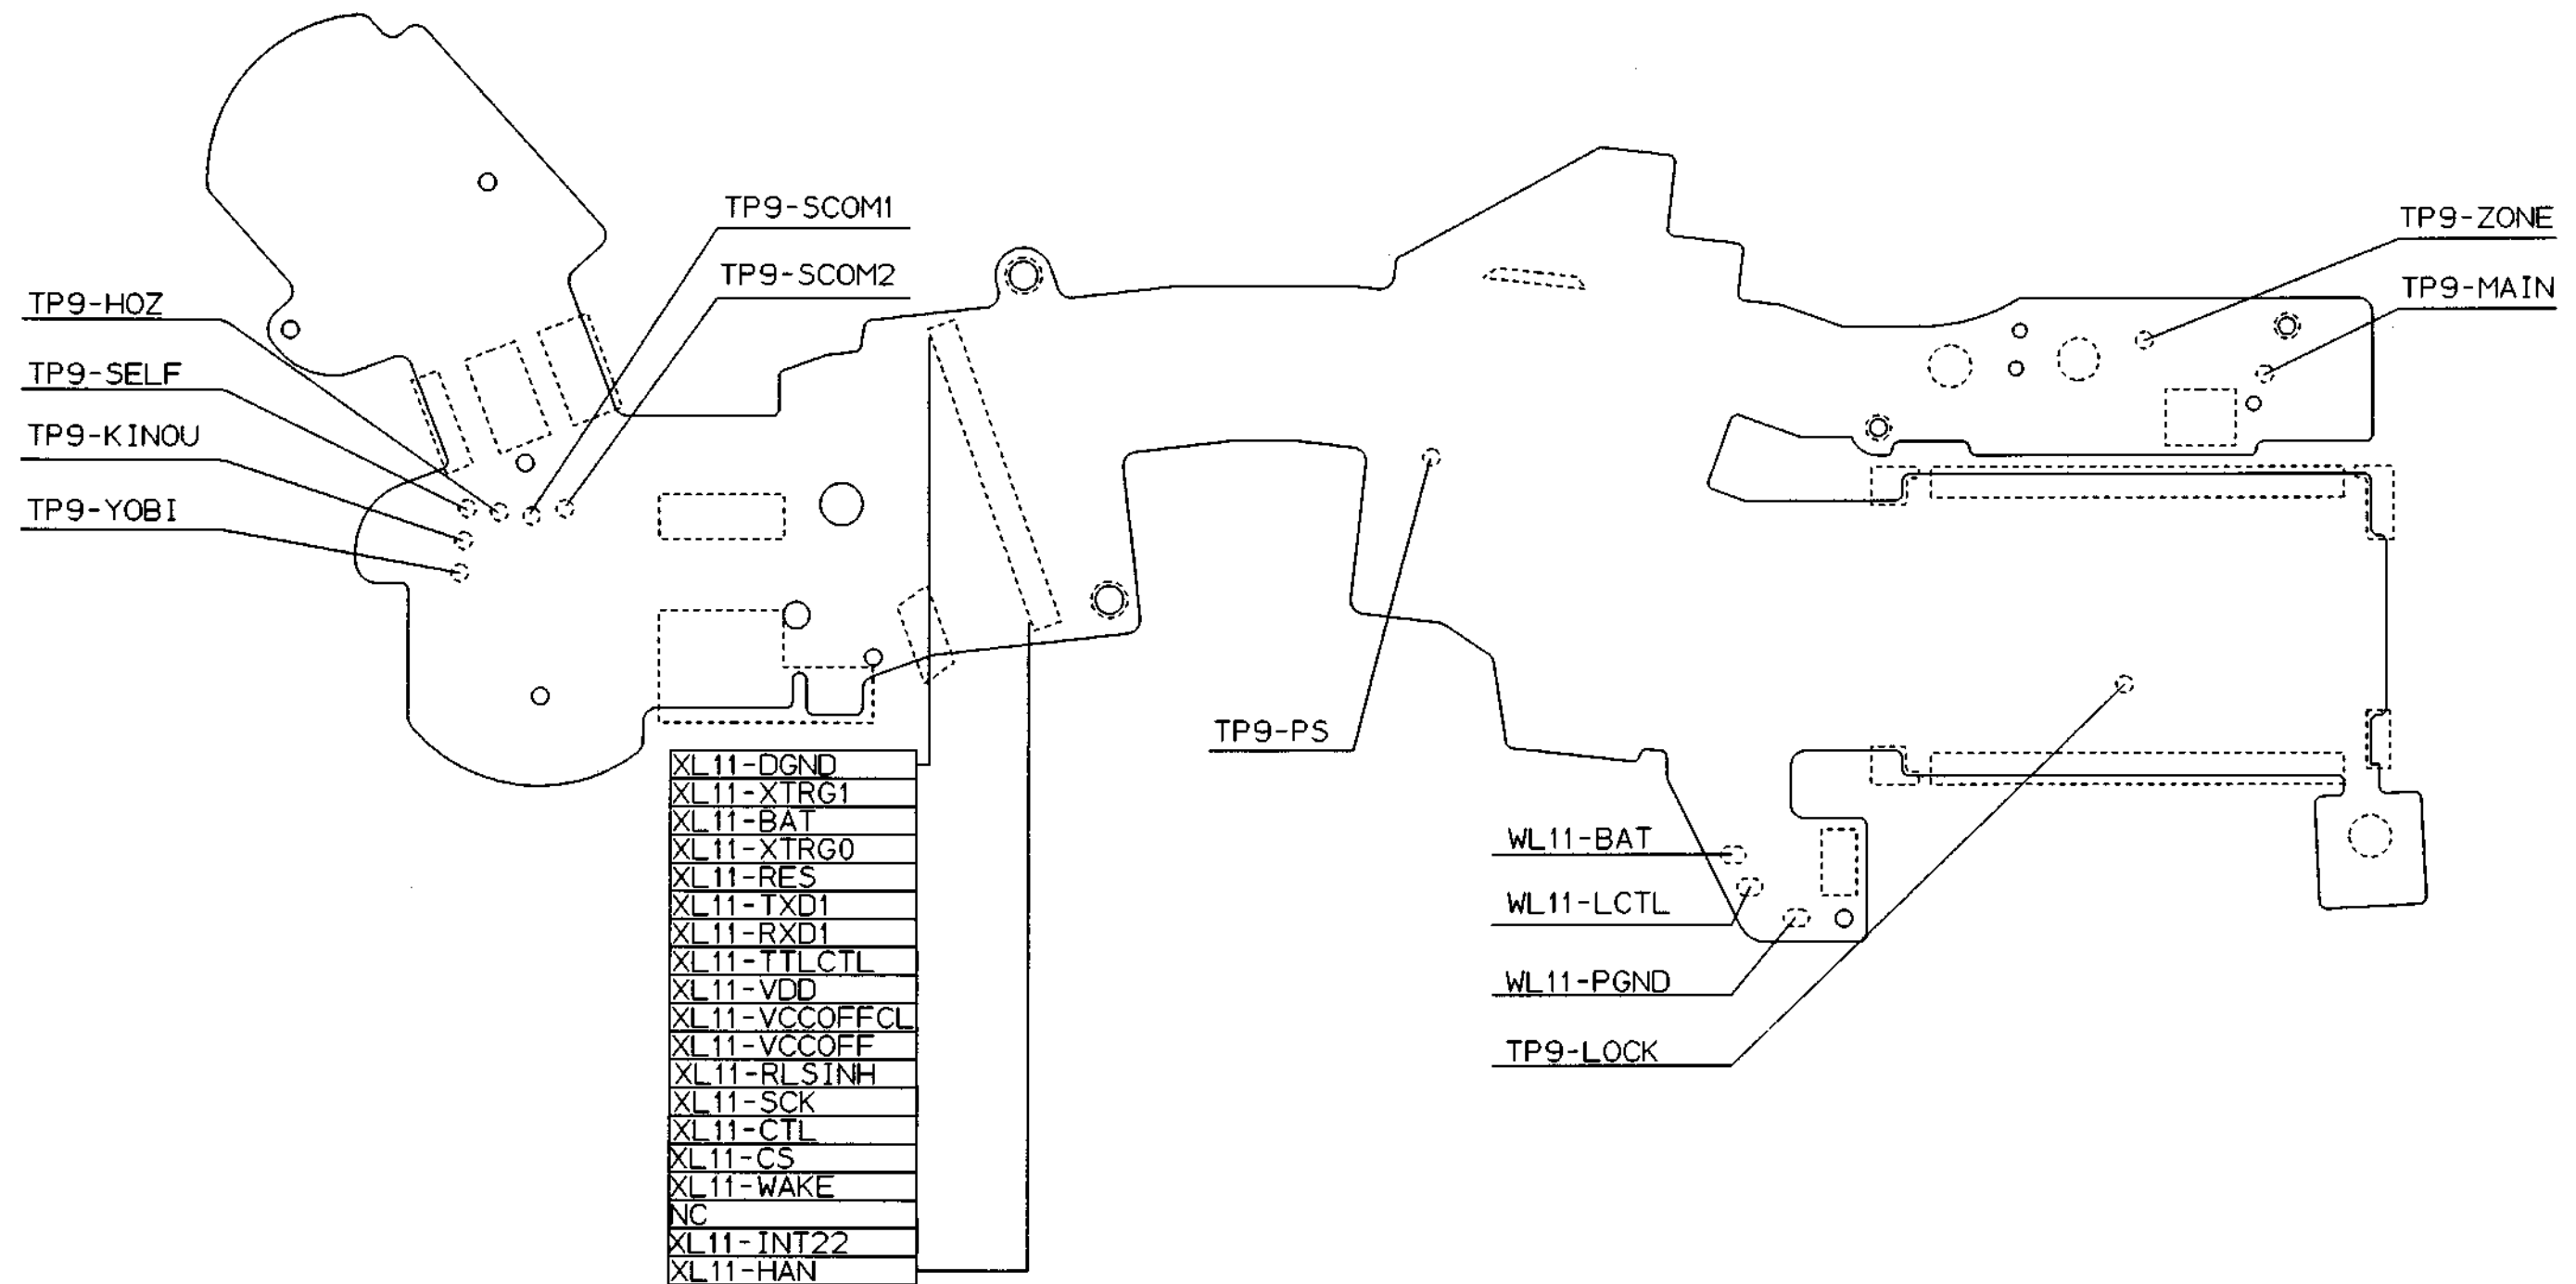 TP9-SCOM1
TP9-ZONE
TP9-SCOM2
TP9-MAIN
TP9-HOZ
TP9-SELF
TP9-KINOU
TP9-YOBI
TP9-PS
XL11-DGND
XL11-XTRG1
XL11-BAT
XL11-XTRG0
XL11-RES
XL11-TXD1
XL11-RXD1
XL11-TTLCTL
XL11-VDD
XL11-VCCOFFCL
XL11-VCCOFF
XL11-RLSINH
XL11-SCK
XL11-CTL
XL11-CS
XL11-WAKE
NC
XL11-INT22
XL11-HAN
WL11-BAT
WL11-LCTL
WL11-PGND
TP9-LOCK